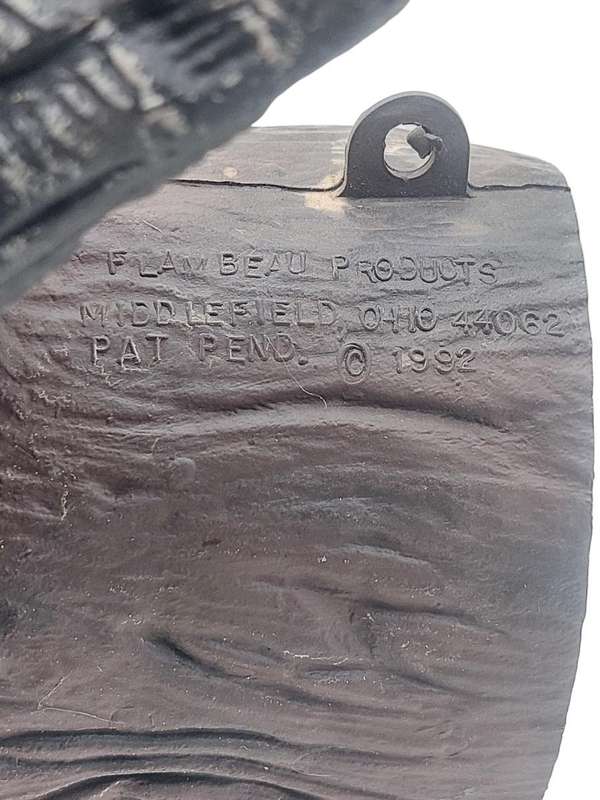 FLAMBEAU PRODUCTS
MIDDLEFIELD, OHIO 44062
PAT PEND. © 1992